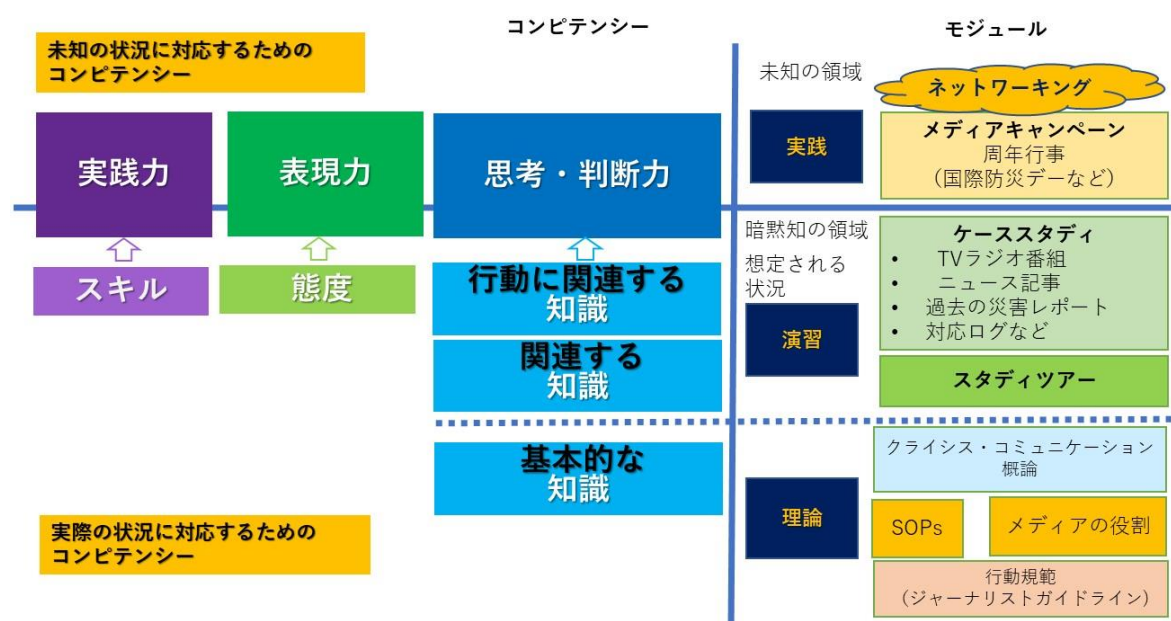 コンピテンシー
モジュール
未知の状況に対応するための
コンピテンシー
未知の領域
ネットワーキング
実践力
表現力
思考・判断力
実践
メディアキャンペーン
周年行事
（国際防災デーなど）
スキル
態度
行動に関連する
知識
関連する
知識
基本的な
知識
暗黙知の領域
想定される
状況
演習
ケーススタディ
• TVラジオ番組
• ニュース記事
• 過去の災害レポート
• 対応ログなど
スタディツアー
実際の状況に対応するための
コンピテンシー
理論
クライシス・コミュニケーション
概論
SOPs
メディアの役割
行動規範
（ジャーナリストガイドライン）